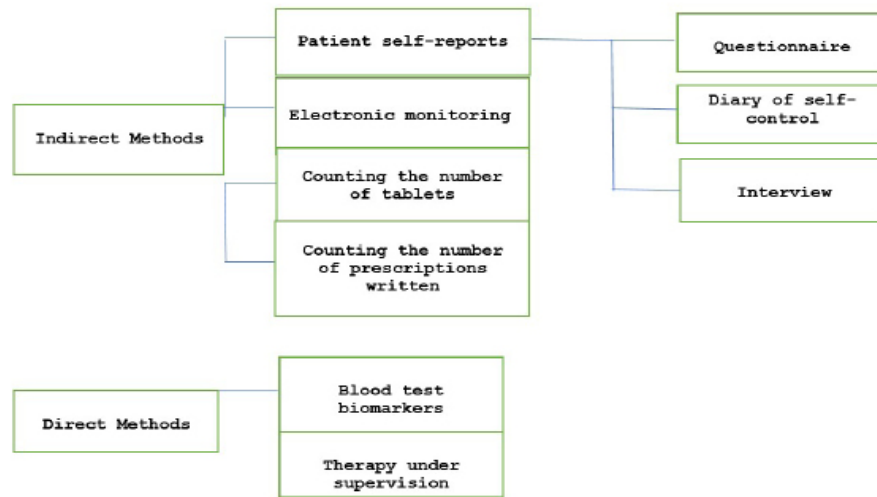 Patient self-reports
Questionnaire
Electronic monitoring
Diary of self-
control
Indirect Methods
Counting the number
of tablets
Interview
Counting the number
of prescriptions
written
Blood test
biomarkers
Direct Methods
Therapy under
supervision